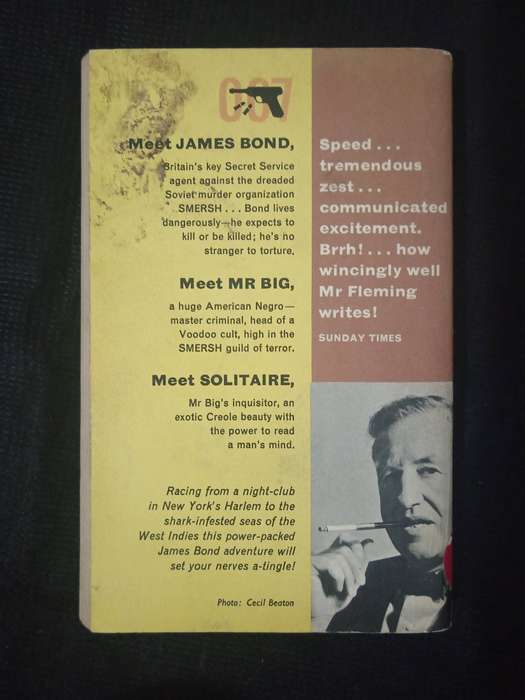 007
Meet JAMES BOND,
Britain's key Secret Service
agent against the dreaded
Soviet murder organization
SMERSH . . . Bond lives
dangerously—he expects to
kill or be killed; he's no
stranger to torture.
Meet MR BIG,
a huge American Negro—
master criminal, head of a
Voodoo cult, high in the
SMERSH guild of terror.
Meet SOLITAIRE,
Mr Big's inquisitor, an
exotic Creole beauty with
the power to read
a man's mind.
Racing from a night-club
in New York's Harlem to the
shark-infested seas of the
West Indies this power-packed
James Bond adventure will
set your nerves a-tingle!
Photo: Cecil Beaton
Speed . . .
tremendous
zest . . .
communicated
excitement.
Brrh! . . . how
wincingly well
Mr Fleming
writes!
SUNDAY TIMES